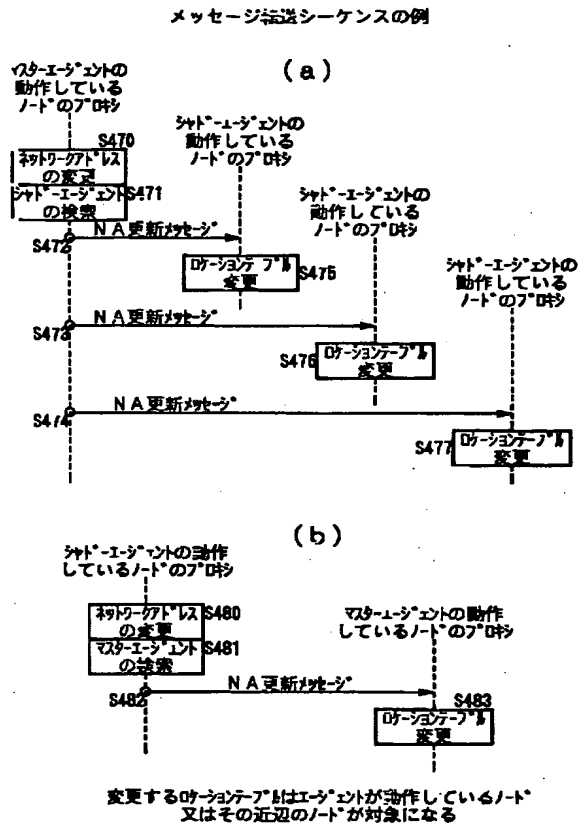 メッセージ転送シーケンスの例
(a)
マスターエージェントの
動作している
ノードのプロキシ
S470
ネットワークアドレス
の変更
シャドーエージェント
の検索
S471
シャドーエージェントの
動作している
ノードのプロキシ
シャドーエージェントの
動作している
ノードのプロキシ
シャドーエージェントの
動作している
ノードのプロキシ
S472
NA更新メッセージ
ロケーションテーブル
変更
S475
S473
NA更新メッセージ
S476
ロケーションテーブル
変更
S474
NA更新メッセージ
S477
ロケーションテーブル
変更
(b)
シャドーエージェントの動作
しているノードのプロキシ
ネットワークアドレス
の変更
S480
マスターエージェント
の検索
S481
マスターエージェントの動作
しているノードのプロキシ
S482
NA更新メッセージ
S483
ロケーションテーブル
変更
変更するロケーションテーブルはエージェントが動作しているノード
又はその近辺のノードが対象になる